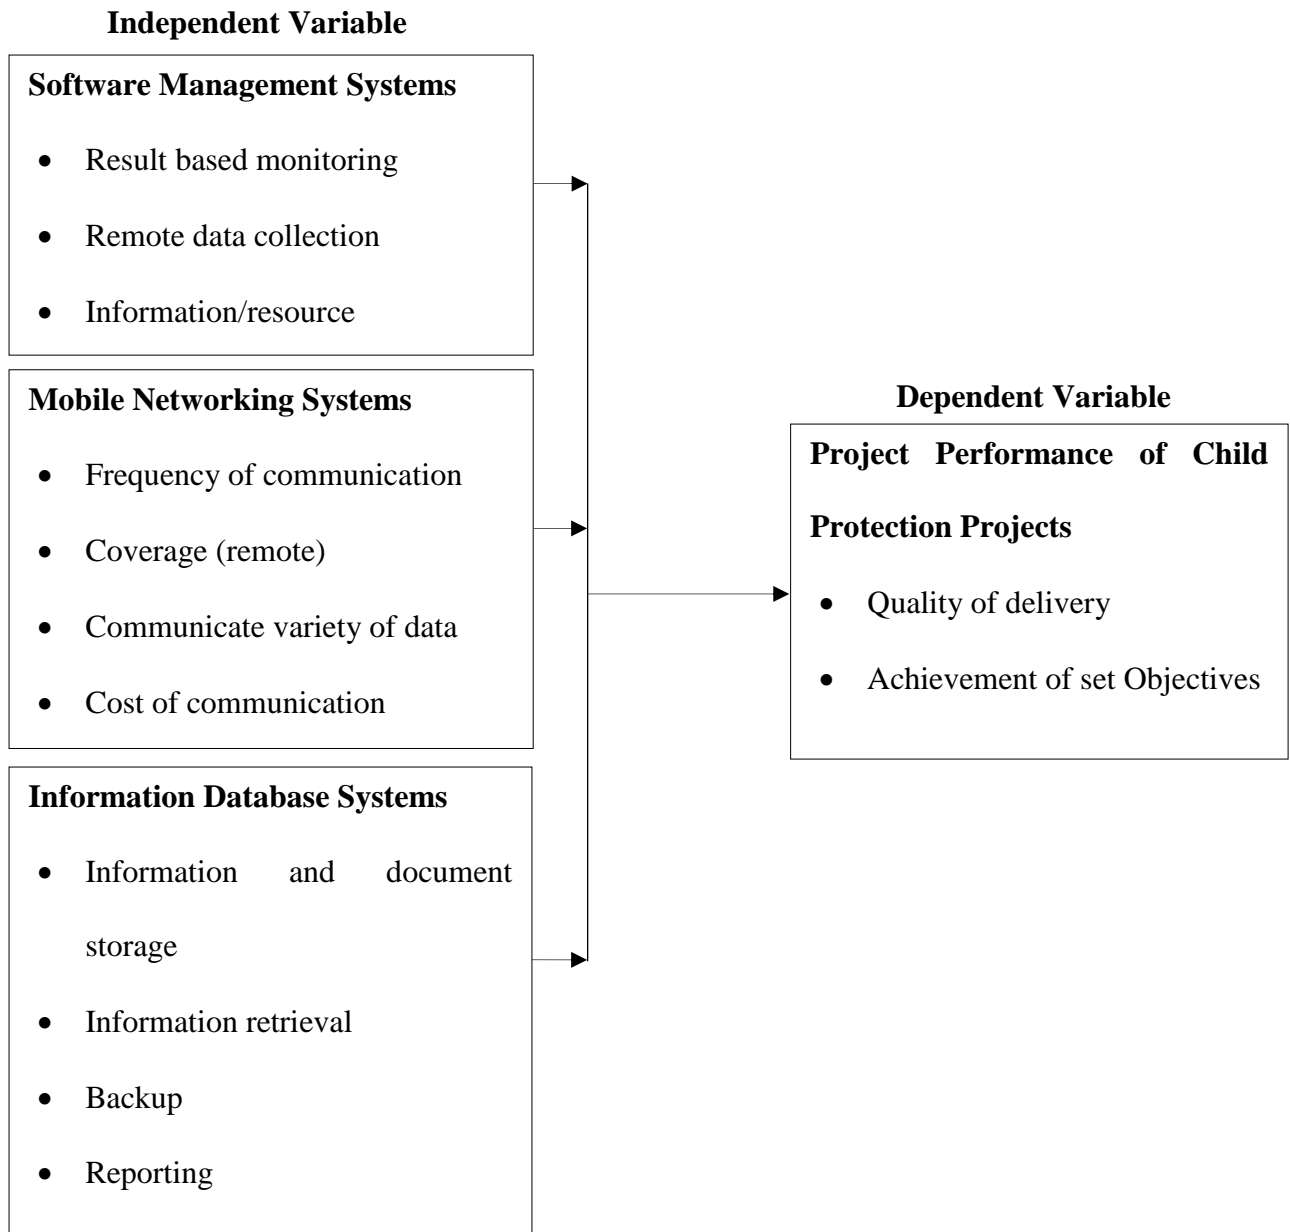 Independent Variable
Software Management Systems
• Result based monitoring
• Remote data collection
• Information/resource
Mobile Networking Systems
• Frequency of communication
• Coverage (remote)
• Communicate variety of data
• Cost of communication
Information Database Systems
• Information and document
storage
• Information retrieval
• Backup
• Reporting
Dependent Variable
Project Performance of Child
Protection Projects
• Quality of delivery
• Achievement of set Objectives